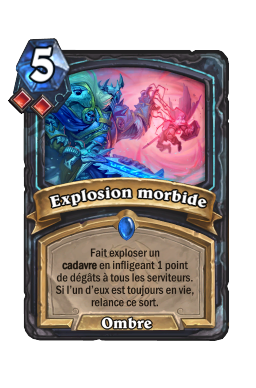 5
Explosion morbide
Fait exploser un
cadavre en infligeant 1 point
de dégâts à tous les serviteurs.
Si l'un d'eux est toujours en vie,
relance ce sort.
Ombre